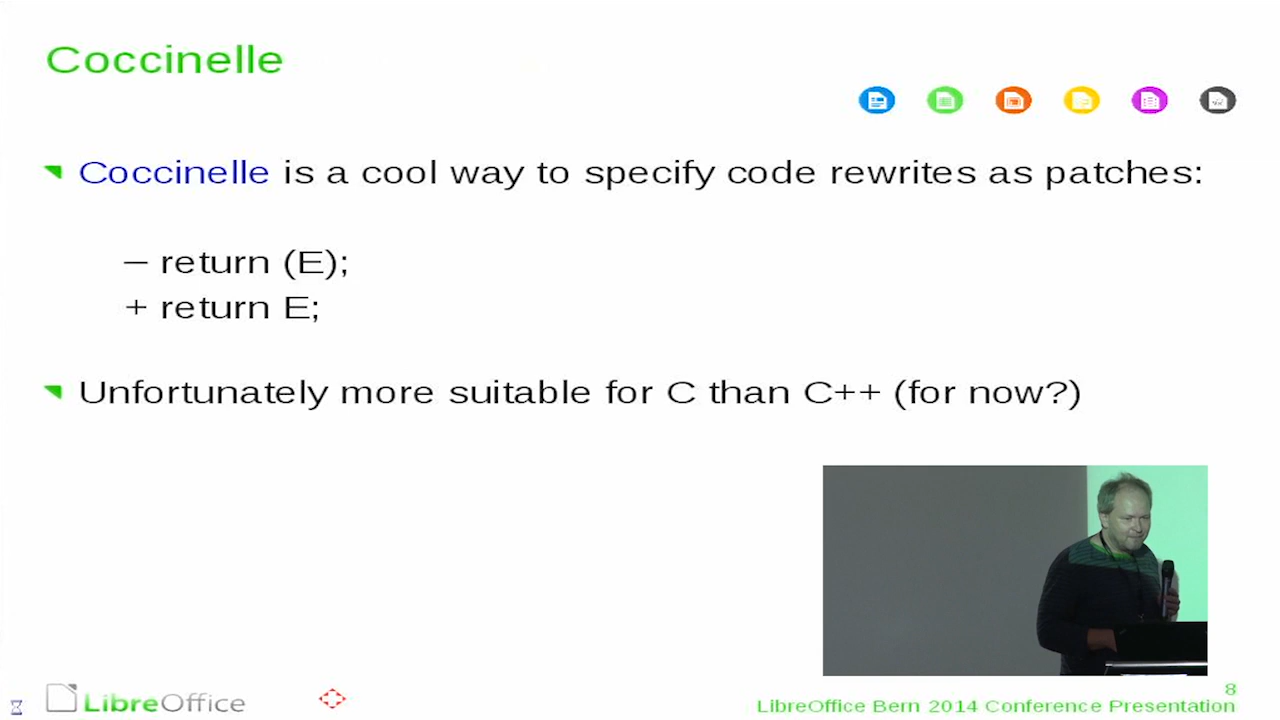 Coccinelle
Coccinelle is a cool way to specify code rewrites as patches:
– return (E);
+ return E;
Unfortunately more suitable for C than C++ (for now?)
LibreOffice
8
LibreOffice Bern 2014 Conference Presentation